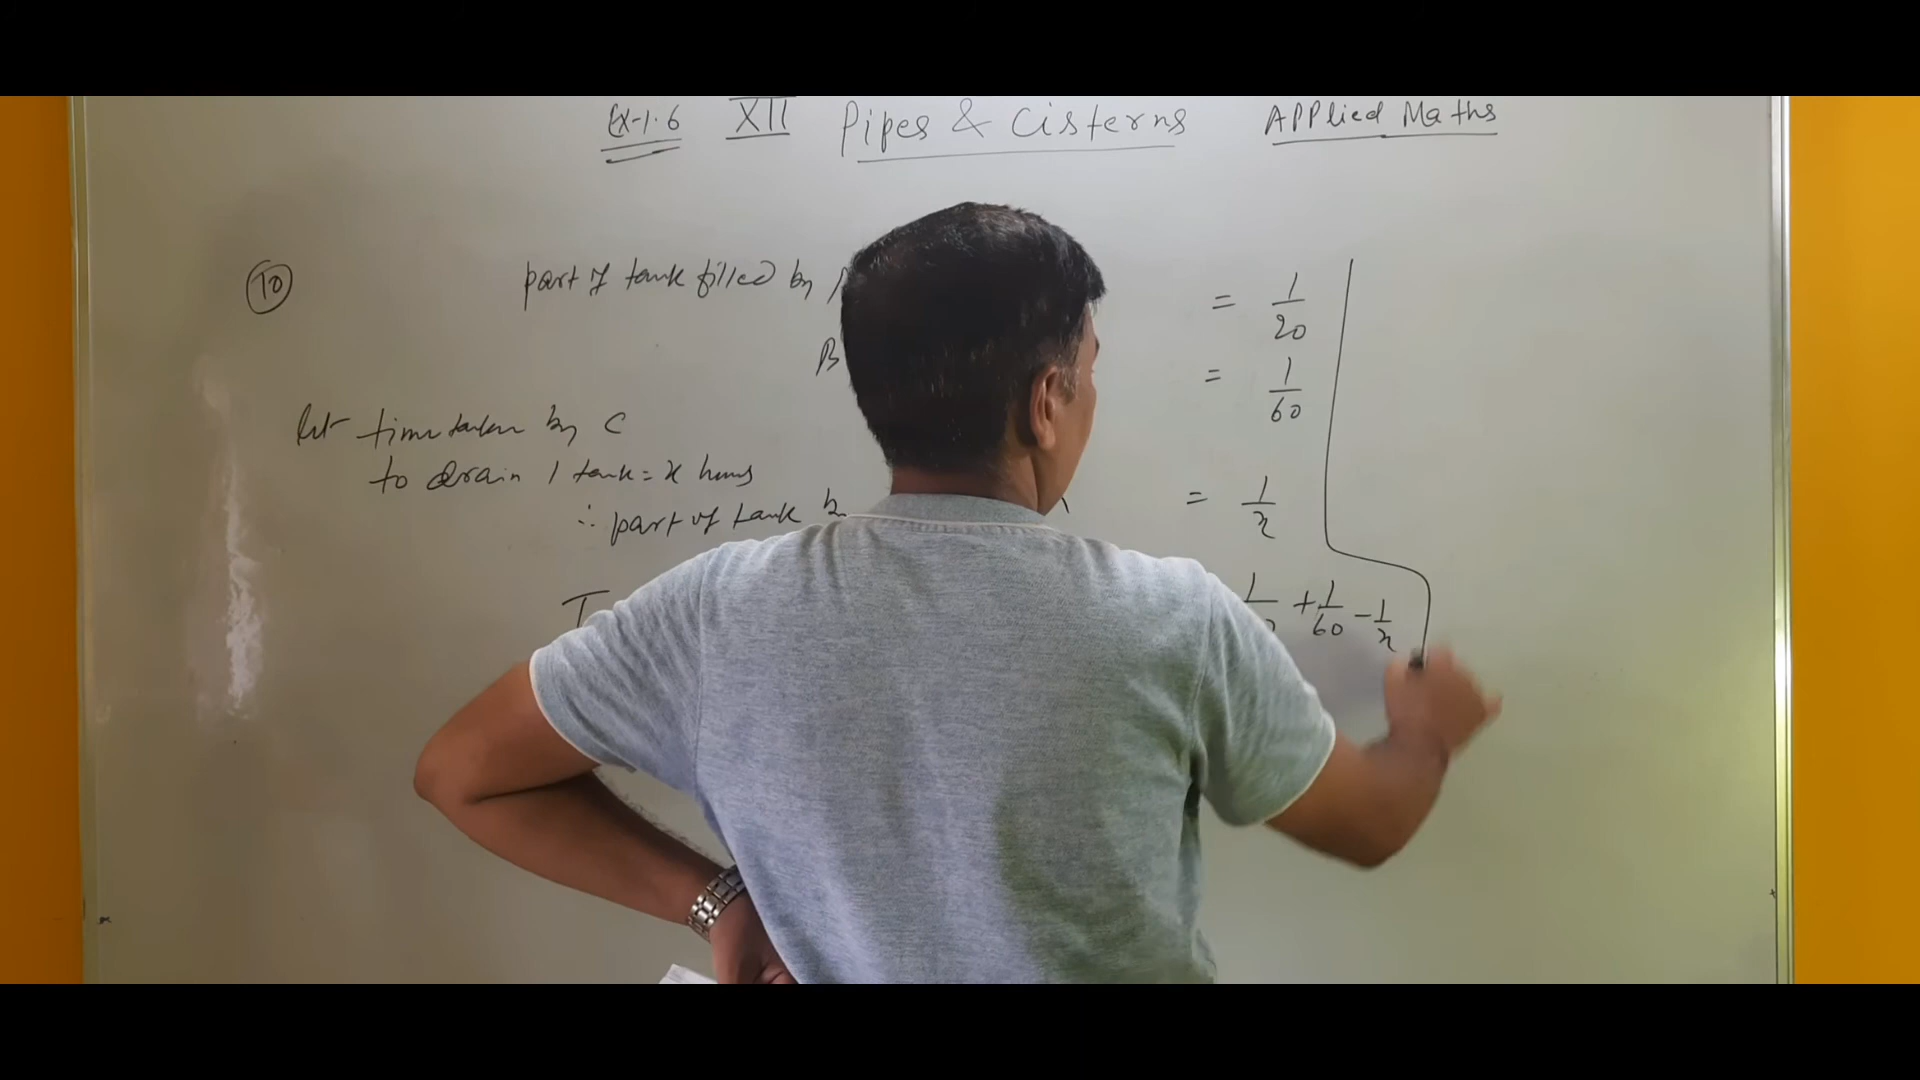 Ex-1.6 XII Pipes & Cisterns Applied Maths
10 part of tank filled by = 1/20
B = 1/60
let time taken by C
to drain 1 tank = x hours
∴ part of tank = 1/x
+ 1/60 - 1/x